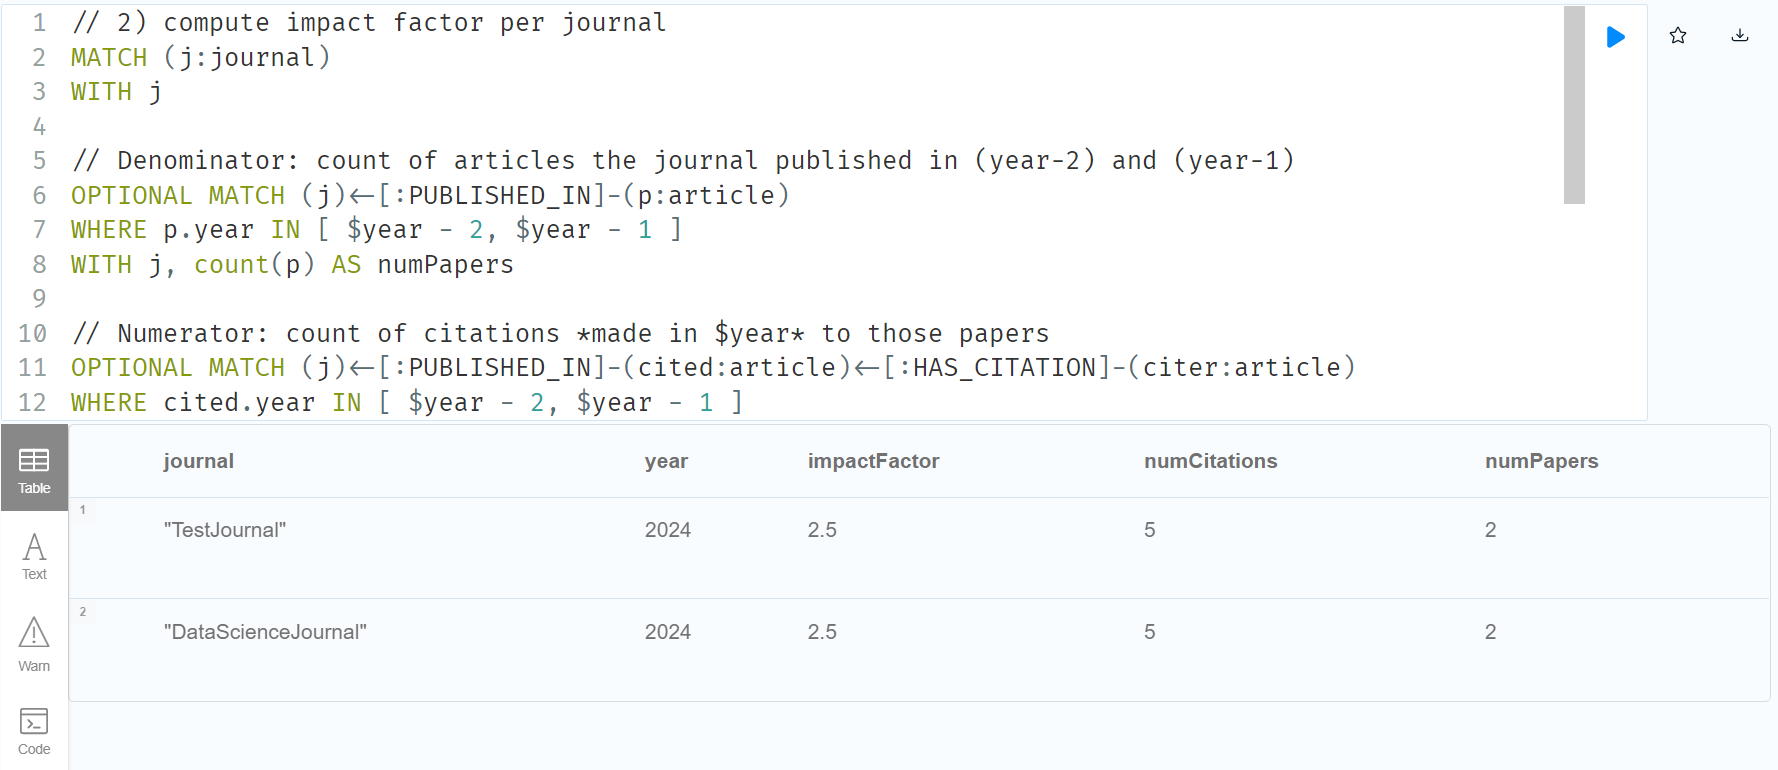 1 // 2) compute impact factor per journal
2 MATCH (j:journal)
3 WITH j
4
5 // Denominator: count of articles the journal published in (year-2) and (year-1)
6 OPTIONAL MATCH (j)<-[:PUBLISHED_IN]-(p:article)
7 WHERE p.year IN [ $year - 2, $year - 1 ]
8 WITH j, count(p) AS numPapers
9
10 // Numerator: count of citations *made in $year* to those papers
11 OPTIONAL MATCH (j)<-[:PUBLISHED_IN]-(cited:article)<-[:HAS_CITATION]-(citer:article)
12 WHERE cited.year IN [ $year - 2, $year - 1 ]
Table
Text
Warn
Code
journal year impactFactor numCitations numPapers
1 "TestJournal" 2024 2.5 5 2
2 "DataScienceJournal" 2024 2.5 5 2